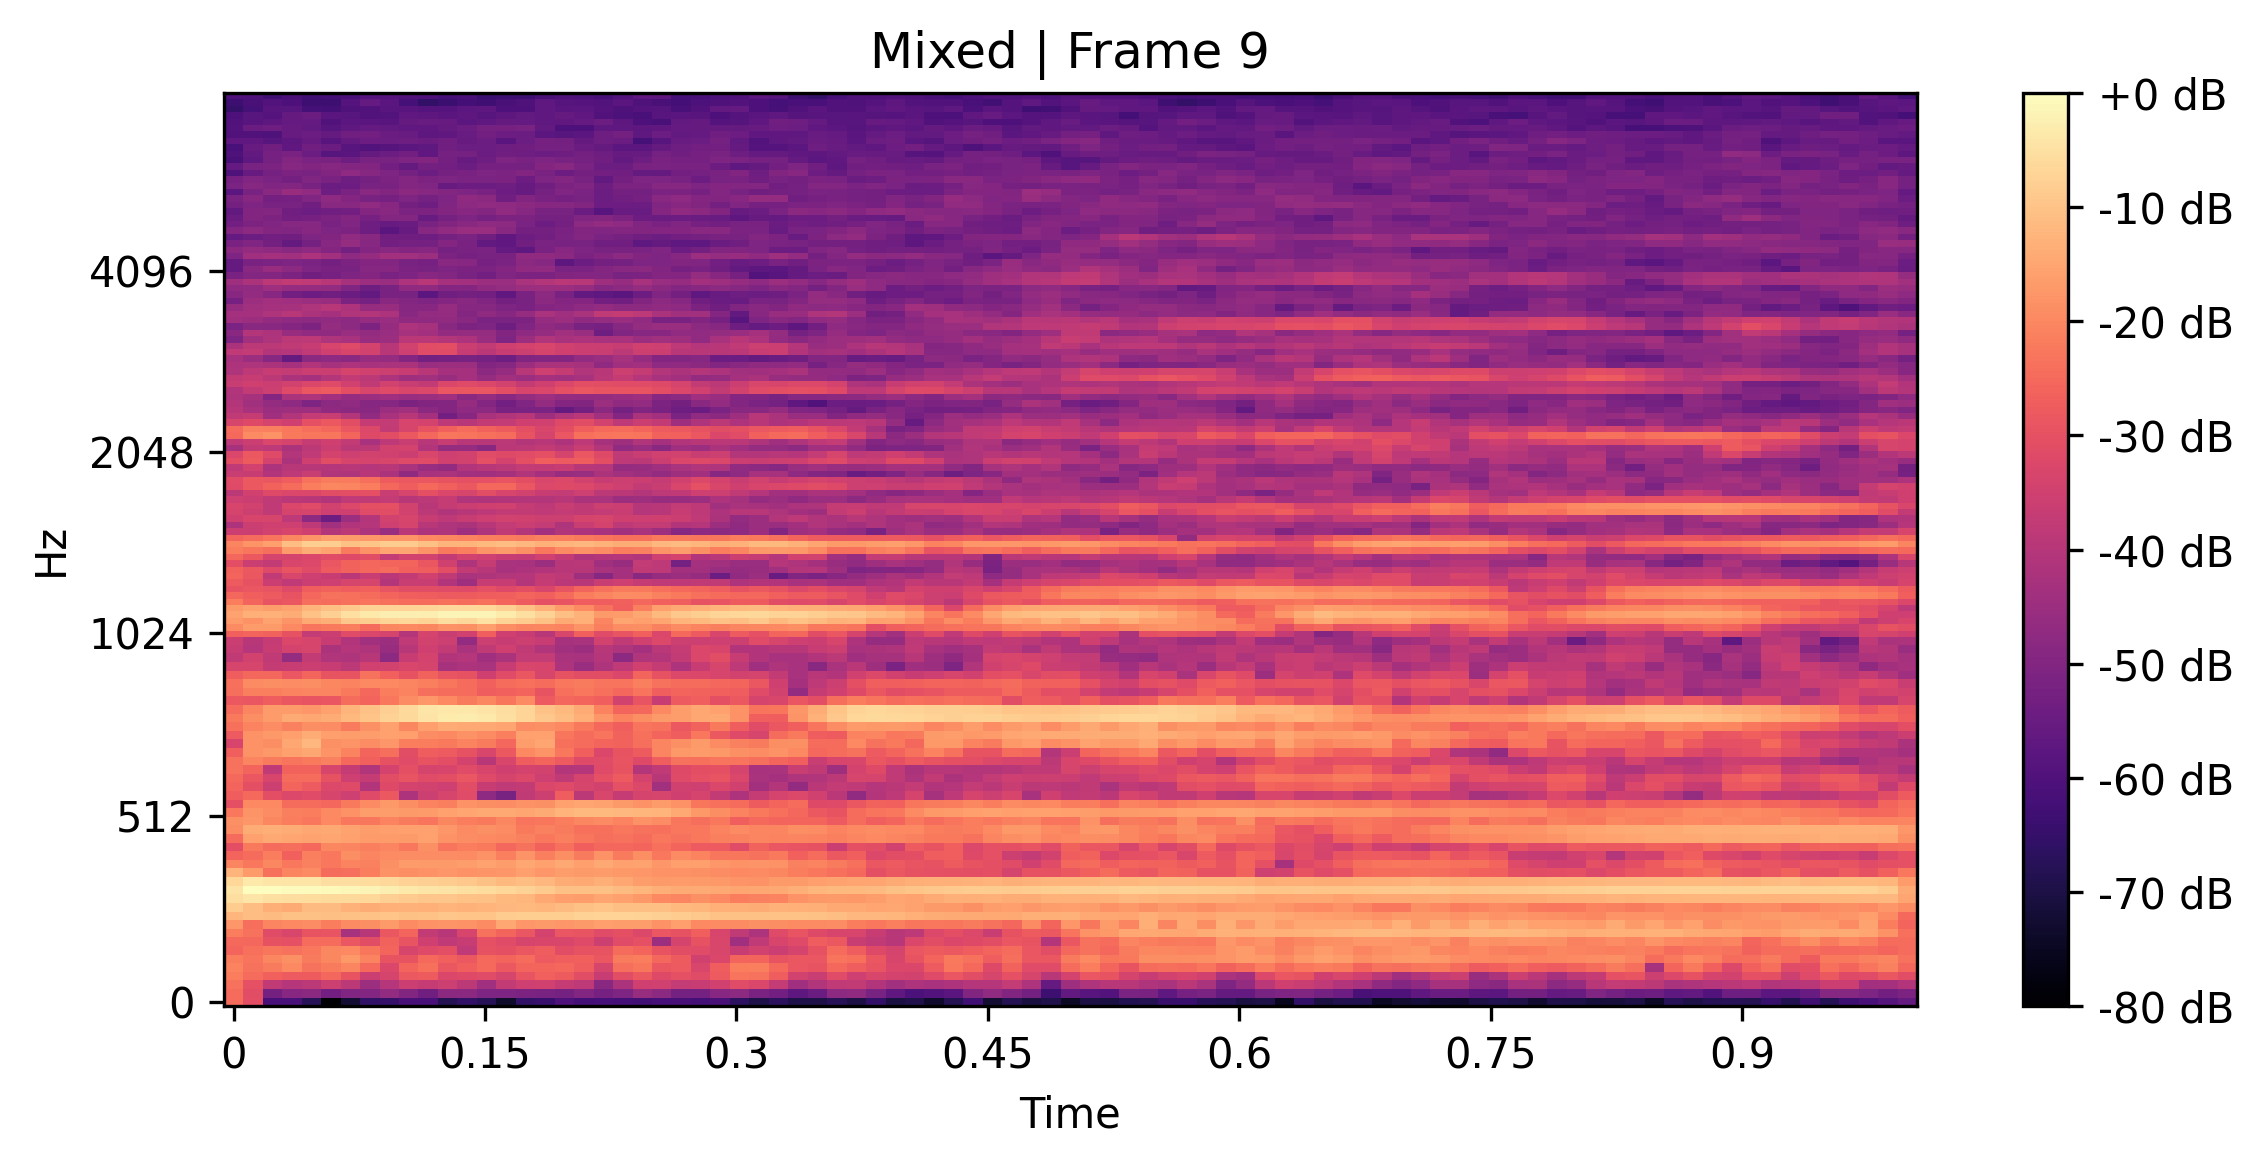 Mixed | Frame 9
Hz
4096
2048
1024
512
0
0 0.15 0.3 0.45 0.6 0.75 0.9
Time
+0 dB
-10 dB
-20 dB
-30 dB
-40 dB
-50 dB
-60 dB
-70 dB
-80 dB